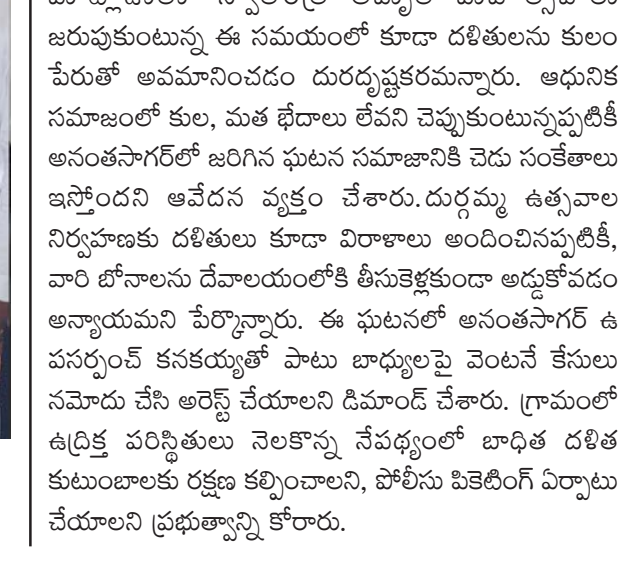 జరుపుకుంటున్న ఈ సమయంలో కూడా దళితులను కులం
పేరుతో అవమానించడం దురదృష్టకరమన్నారు. ఆధునిక
సమాజంలో కుల, మత భేదాలు లేవని చెప్పుకుంటున్నప్పటికీ
అనంతసాగర్‌లో జరిగిన ఘటన సమాజానికి చెడు సంకేతాలు
ఇస్తోందని ఆవేదన వ్యక్తం చేశారు.దుర్గమ్మ ఉత్సవాల
నిర్వహణకు దళితులు కూడా విరాళాలు అందించినప్పటికీ,
వారి బోనాలను దేవాలయంలోకి తీసుకెళ్లకుండా అడ్డుకోవడం
అన్యాయమని పేర్కొన్నారు. ఈ ఘటనలో అనంతసాగర్ ఉ
పసర్పంచ్ కనకయ్యతో పాటు బాధ్యులపై వెంటనే కేసులు
నమోదు చేసి అరెస్ట్ చేయాలని డిమాండ్ చేశారు. గ్రామంలో
ఉద్రిక్త పరిస్థితులు నెలకొన్న నేపథ్యంలో బాధిత దళిత
కుటుంబాలకు రక్షణ కల్పించాలని, పోలీసు పికెటింగ్ ఏర్పాటు
చేయాలని ప్రభుత్వాన్ని కోరారు.